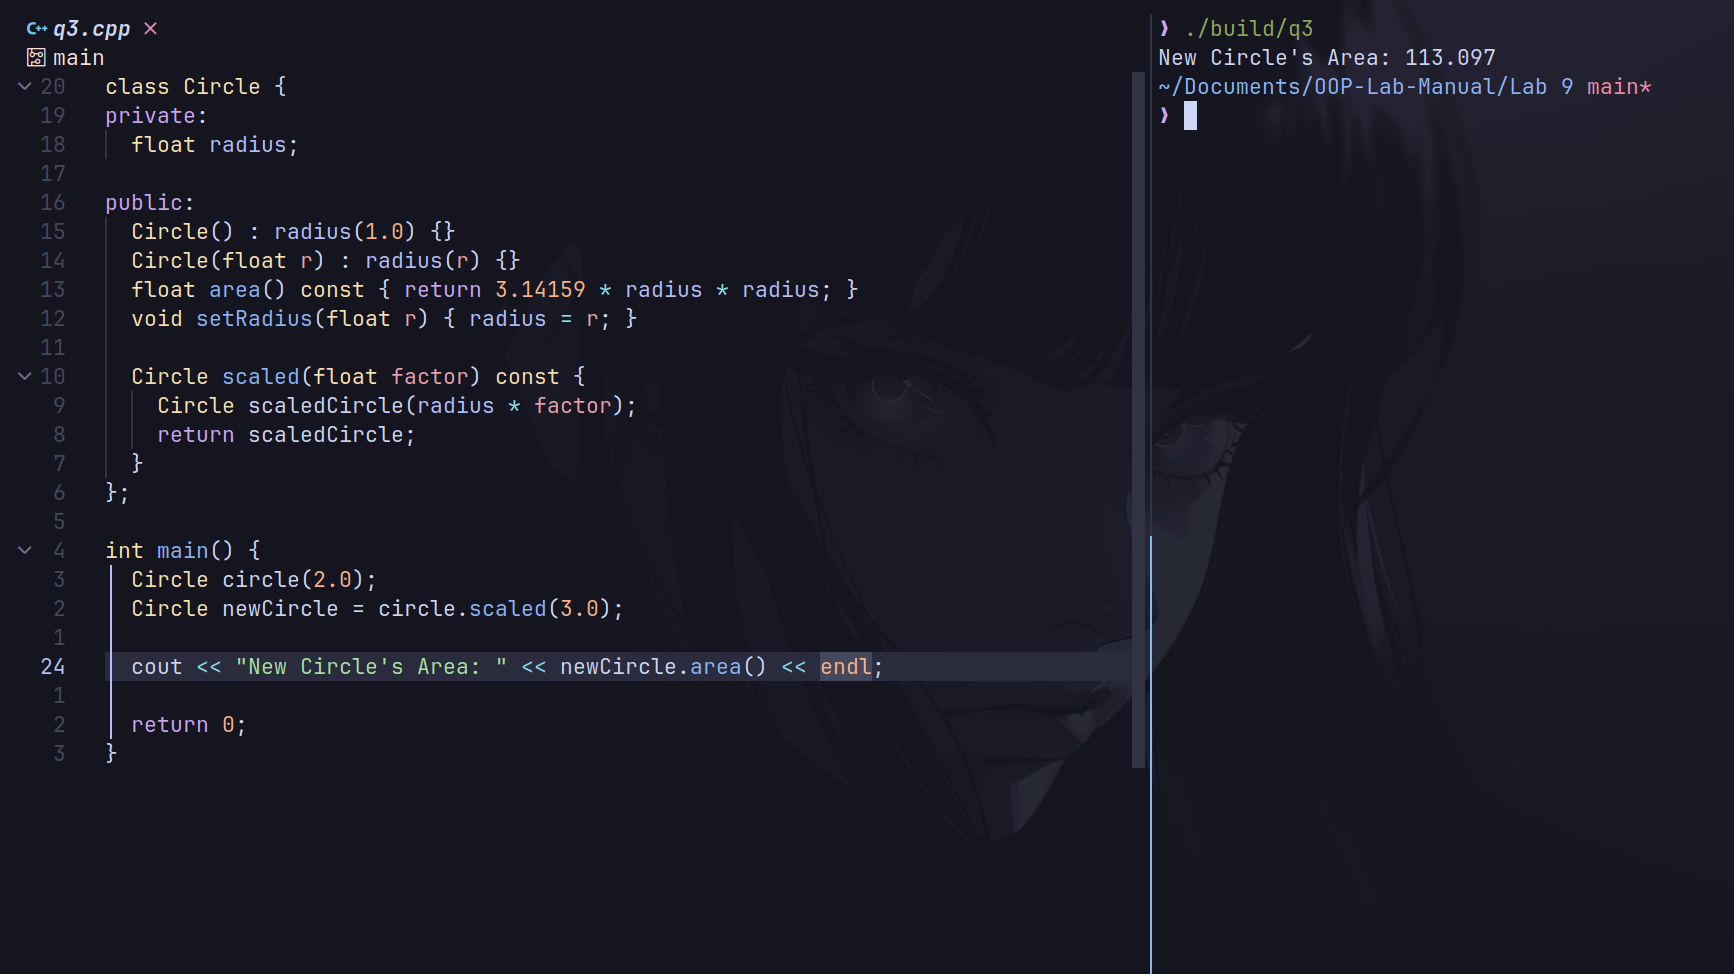 C++ q3.cpp ×
main
20 class Circle {
19 private:
18 float radius;
17
16 public:
15 Circle() : radius(1.0) {}
14 Circle(float r) : radius(r) {}
13 float area() const { return 3.14159 * radius * radius; }
12 void setRadius(float r) { radius = r; }
11
10 Circle scaled(float factor) const {
9 Circle scaledCircle(radius * factor);
8 return scaledCircle;
7 }
6 };
5
4 int main() {
3 Circle circle(2.0);
2 Circle newCircle = circle.scaled(3.0);
1
24 cout << "New Circle's Area: " << newCircle.area() << endl;
1
2 return 0;
3 }
❯ ./build/q3
New Circle's Area: 113.097
~/Documents/OOP-Lab-Manual/Lab 9 main*
❯